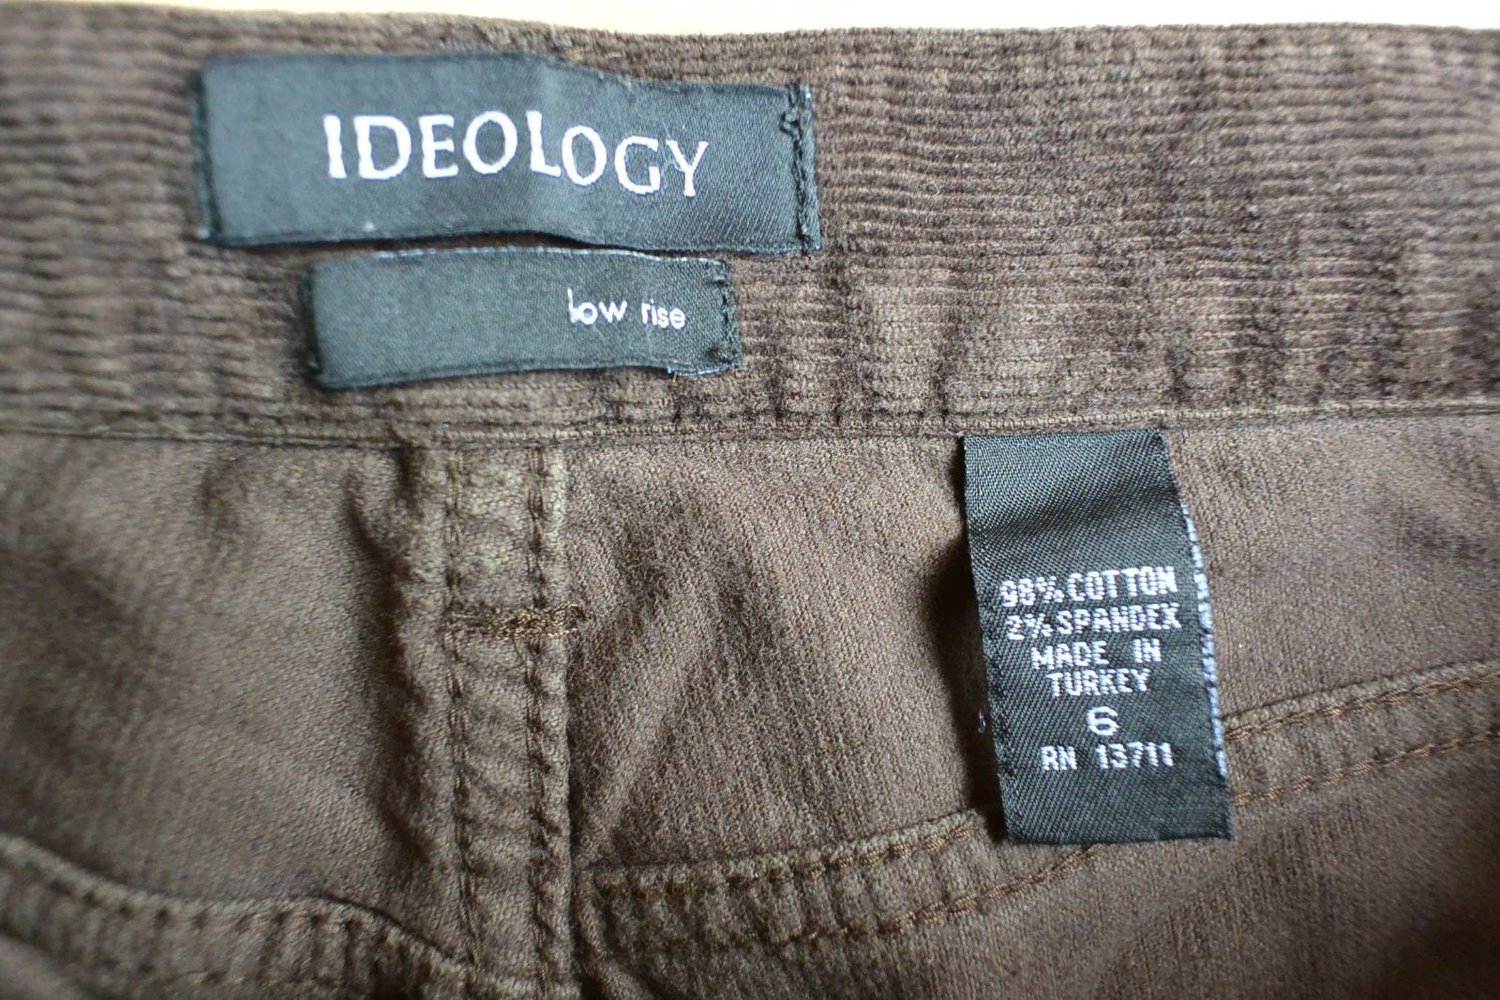 IDEOLOGY
low rise
98% COTTON
2% SPANDEX
MADE IN
TURKEY
6
RN 13711